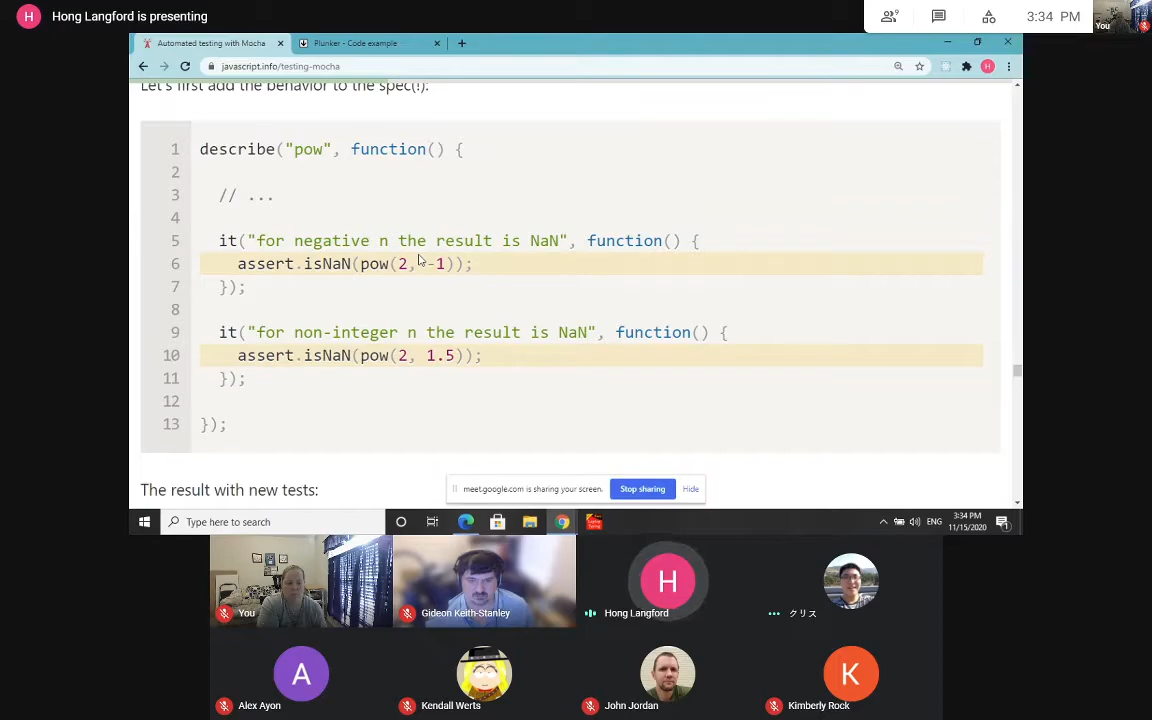 H Hong Langford is presenting
9
3:34 PM
You
Automated testing with Mocha
Plunker - Code example
javascript.info/testing-mocha
H
Let's first add the behavior to the spec(!):
1 describe("pow", function() {
2
3 // ...
4
5 it("for negative n the result is NaN", function() {
6 assert.isNaN(pow(2, -1));
7 });
8
9 it("for non-integer n the result is NaN", function() {
10 assert.isNaN(pow(2, 1.5));
11 });
12
13 });
The result with new tests:
meet.google.com is sharing your screen.
Stop sharing
Hide
Type here to search
ENG
3:34 PM
11/15/2020
1
H
You
Gideon Keith-Stanley
Hong Langford
クリス
A
K
Alex Ayon
Kendall Werts
John Jordan
Kimberly Rock